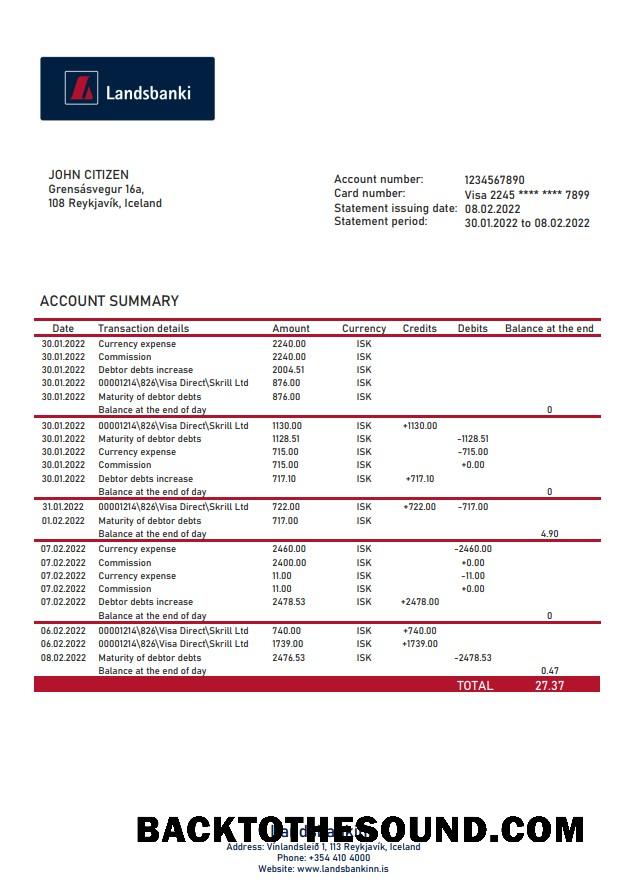 Landsbanki
JOHN CITIZEN
Grensásvegur 16a,
108 Reykjavík, Iceland
Account number: 1234567890
Card number: Visa 2245 **** **** 7899
Statement issuing date: 08.02.2022
Statement period: 30.01.2022 to 08.02.2022
ACCOUNT SUMMARY
Date Transaction details Amount Currency Credits Debits Balance at the end
30.01.2022 Currency expense 2240.00 ISK
30.01.2022 Commission 2240.00 ISK
30.01.2022 Debtor debts increase 2004.51 ISK
30.01.2022 00001214\826\Visa Direct\Skrill Ltd 876.00 ISK
30.01.2022 Maturity of debtor debts 876.00 ISK
Balance at the end of day 0
30.01.2022 00001214\826\Visa Direct\Skrill Ltd 1130.00 ISK +1130.00
30.01.2022 Maturity of debtor debts 1128.51 ISK -1128.51
30.01.2022 Currency expense 715.00 ISK -715.00
30.01.2022 Commission 715.00 ISK +0.00
30.01.2022 Debtor debts increase 717.10 ISK +717.10
Balance at the end of day 0
31.01.2022 00001214\826\Visa Direct\Skrill Ltd 722.00 ISK +722.00 -717.00
01.02.2022 Maturity of debtor debts 717.00 ISK
Balance at the end of day 4.90
07.02.2022 Currency expense 2460.00 ISK -2460.00
07.02.2022 Commission 2400.00 ISK +0.00
07.02.2022 Currency expense 11.00 ISK -11.00
07.02.2022 Commission 11.00 ISK +0.00
07.02.2022 Debtor debts increase 2478.53 ISK +2478.00
Balance at the end of day 0
06.02.2022 00001214\826\Visa Direct\Skrill Ltd 740.00 ISK +740.00
06.02.2022 00001214\826\Visa Direct\Skrill Ltd 1739.00 ISK +1739.00
08.02.2022 Maturity of debtor debts 2476.53 ISK -2478.53
Balance at the end of day 0.47
TOTAL 27.37
BACKTOTHESOUND.COM
Address: Vínlandsleið 1, 113 Reykjavík, Iceland
Phone: +354 410 4000
Website: www.landsbankinn.is